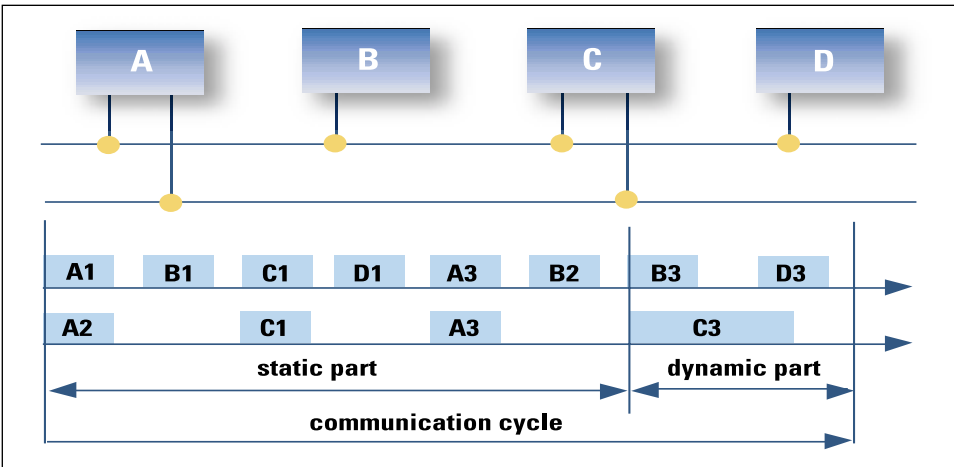 A B C D
A1 B1 C1 D1 A3 B2 B3 D3
A2 C1 A3 C3
static part dynamic part
communication cycle